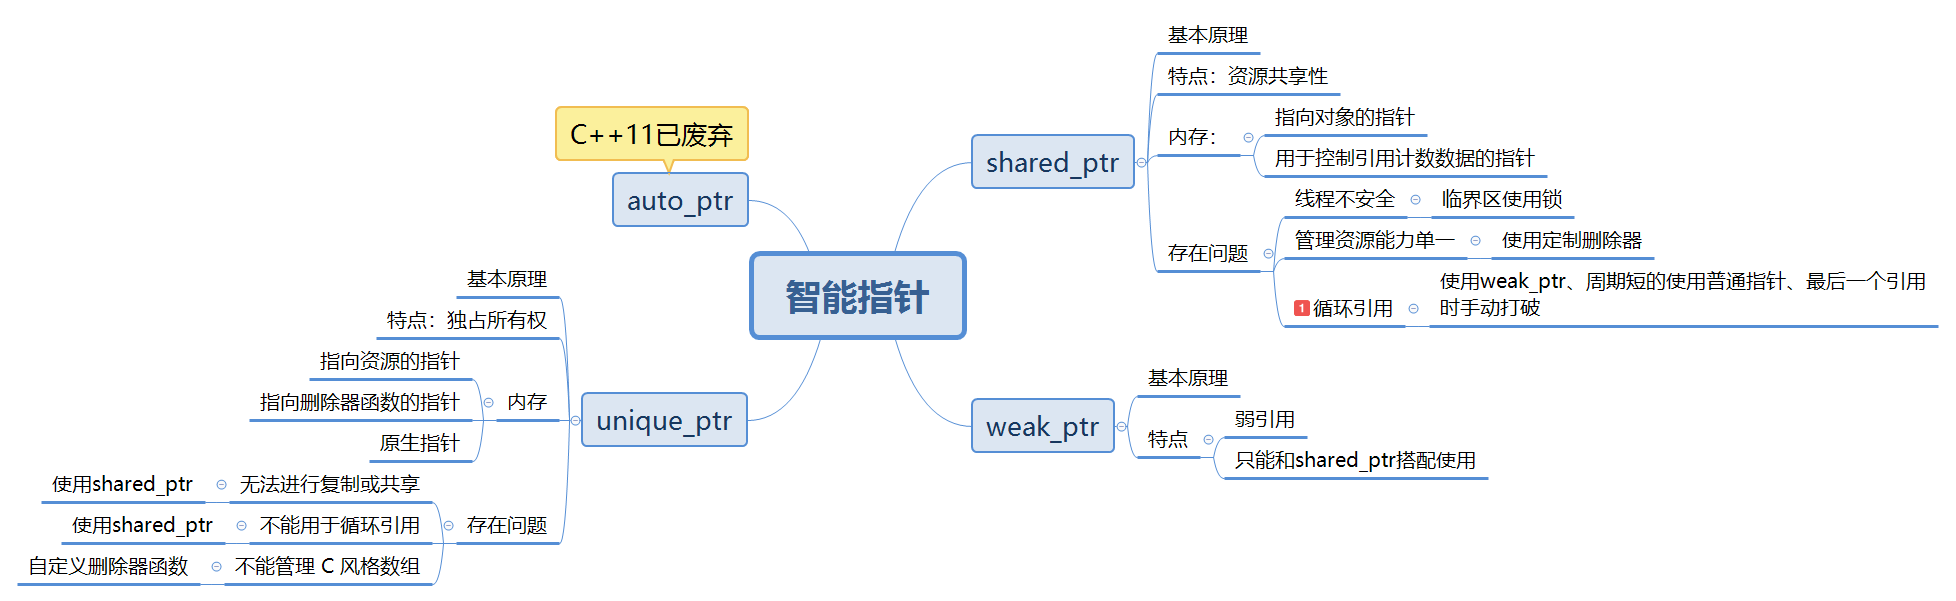 智能指针
C++11已废弃
auto_ptr
unique_ptr
基本原理
特点：独占所有权
内存
指向资源的指针
指向删除器函数的指针
原生指针
存在问题
无法进行复制或共享
使用shared_ptr
不能用于循环引用
使用shared_ptr
不能管理 C 风格数组
自定义删除器函数
shared_ptr
基本原理
特点：资源共享性
内存：
指向对象的指针
用于控制引用计数数据的指针
存在问题
线程不安全
临界区使用锁
管理资源能力单一
使用定制删除器
1 循环引用
使用weak_ptr、周期短的使用普通指针、最后一个引用
时手动打破
weak_ptr
基本原理
特点
弱引用
只能和shared_ptr搭配使用